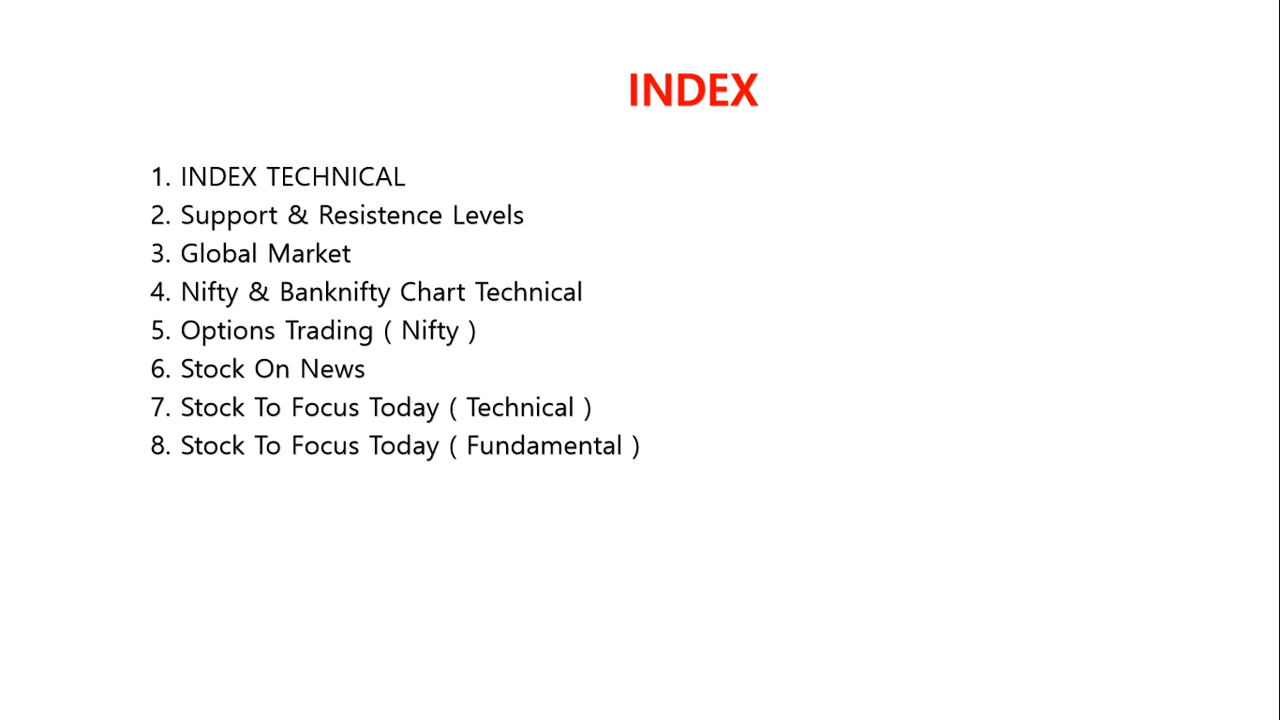 INDEX
1. INDEX TECHNICAL
2. Support & Resistence Levels
3. Global Market
4. Nifty & Banknifty Chart Technical
5. Options Trading ( Nifty )
6. Stock On News
7. Stock To Focus Today ( Technical )
8. Stock To Focus Today ( Fundamental )